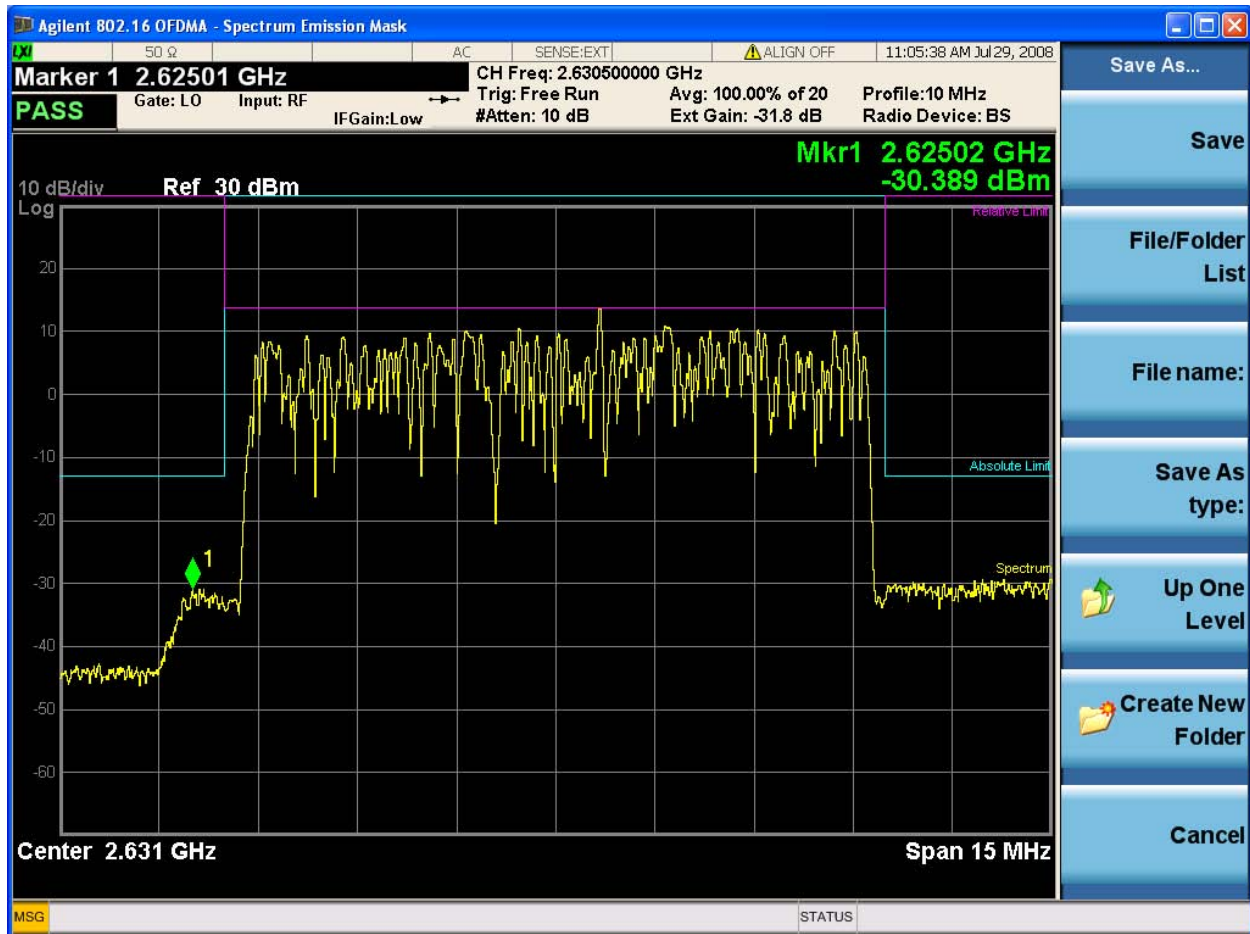 Agilent 802.16 OFDMA - Spectrum Emission Mask
LXI 50 Ω AC SENSE:EXT ALIGN OFF 11:05:38 AM Jul 29, 2008
Marker 1 2.62501 GHz
PASS
Gate: LO Input: RF
IFGain:Low
CH Freq: 2.630500000 GHz
Trig: Free Run Avg: 100.00% of 20 Profile:10 MHz
#Atten: 10 dB Ext Gain: -31.8 dB Radio Device: BS
Mkr1 2.62502 GHz
-30.389 dBm
10 dB/div Ref 30 dBm
Log
Relative Limit
20
10
0
-10
Absolute Limit
-20
1
Spectrum
-30
-40
-50
-60
Center 2.631 GHz Span 15 MHz
MSG STATUS
Save As...
Save
File/Folder
List
File name:
Save As
type:
Up One
Level
Create New
Folder
Cancel